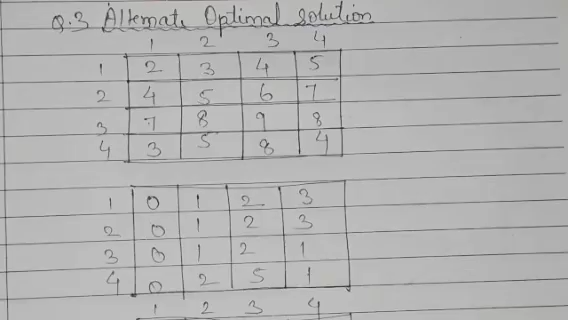 Q.3 Alternate Optimal solution
1 2 3 4
1 2 3 4 5
2 4 5 6 7
3 7 8 9 8
4 3 5 8 4
1 0 1 2 3
2 0 1 2 3
3 0 1 2 1
4 0 2 5 1
1 2 3 4